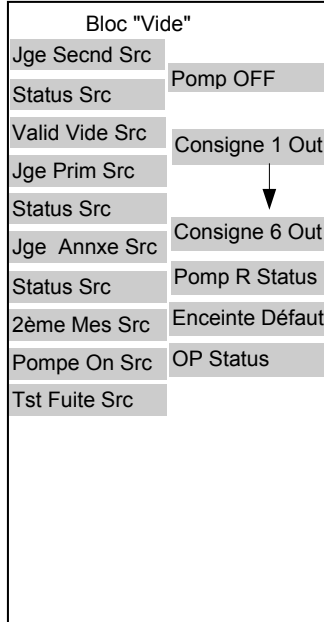 Bloc "Vide"
Jge Secnd Src
Status Src
Valid Vide Src
Jge Prim Src
Status Src
Jge Annxe Src
Status Src
2ème Mes Src
Pompe On Src
Tst Fuite Src
Pomp OFF
Consigne 1 Out
Consigne 6 Out
Pomp R Status
Enceinte Défaut
OP Status